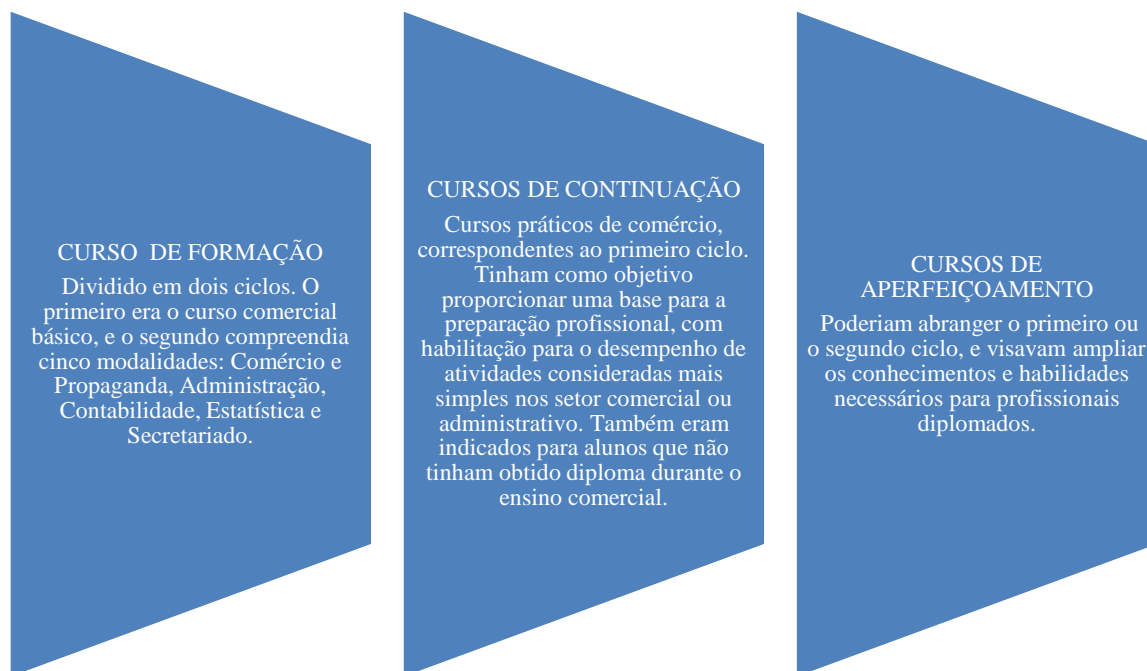 CURSO DE FORMAÇÃO
Dividido em dois ciclos. O
primeiro era o curso comercial
básico, e o segundo compreendia
cinco modalidades: Comércio e
Propaganda, Administração,
Contabilidade, Estatística e
Secretariado.
CURSOS DE CONTINUAÇÃO
Cursos práticos de comércio,
correspondentes ao primeiro ciclo.
Tinham como objetivo
proporcionar uma base para a
preparação profissional, com
habilitação para o desempenho de
atividades consideradas mais
simples nos setor comercial ou
administrativo. Também eram
indicados para alunos que não
tinham obtido diploma durante o
ensino comercial.
CURSOS DE
APERFEIÇOAMENTO
Poderiam abranger o primeiro ou
o segundo ciclo, e visavam ampliar
os conhecimentos e habilidades
necessários para profissionais
diplomados.